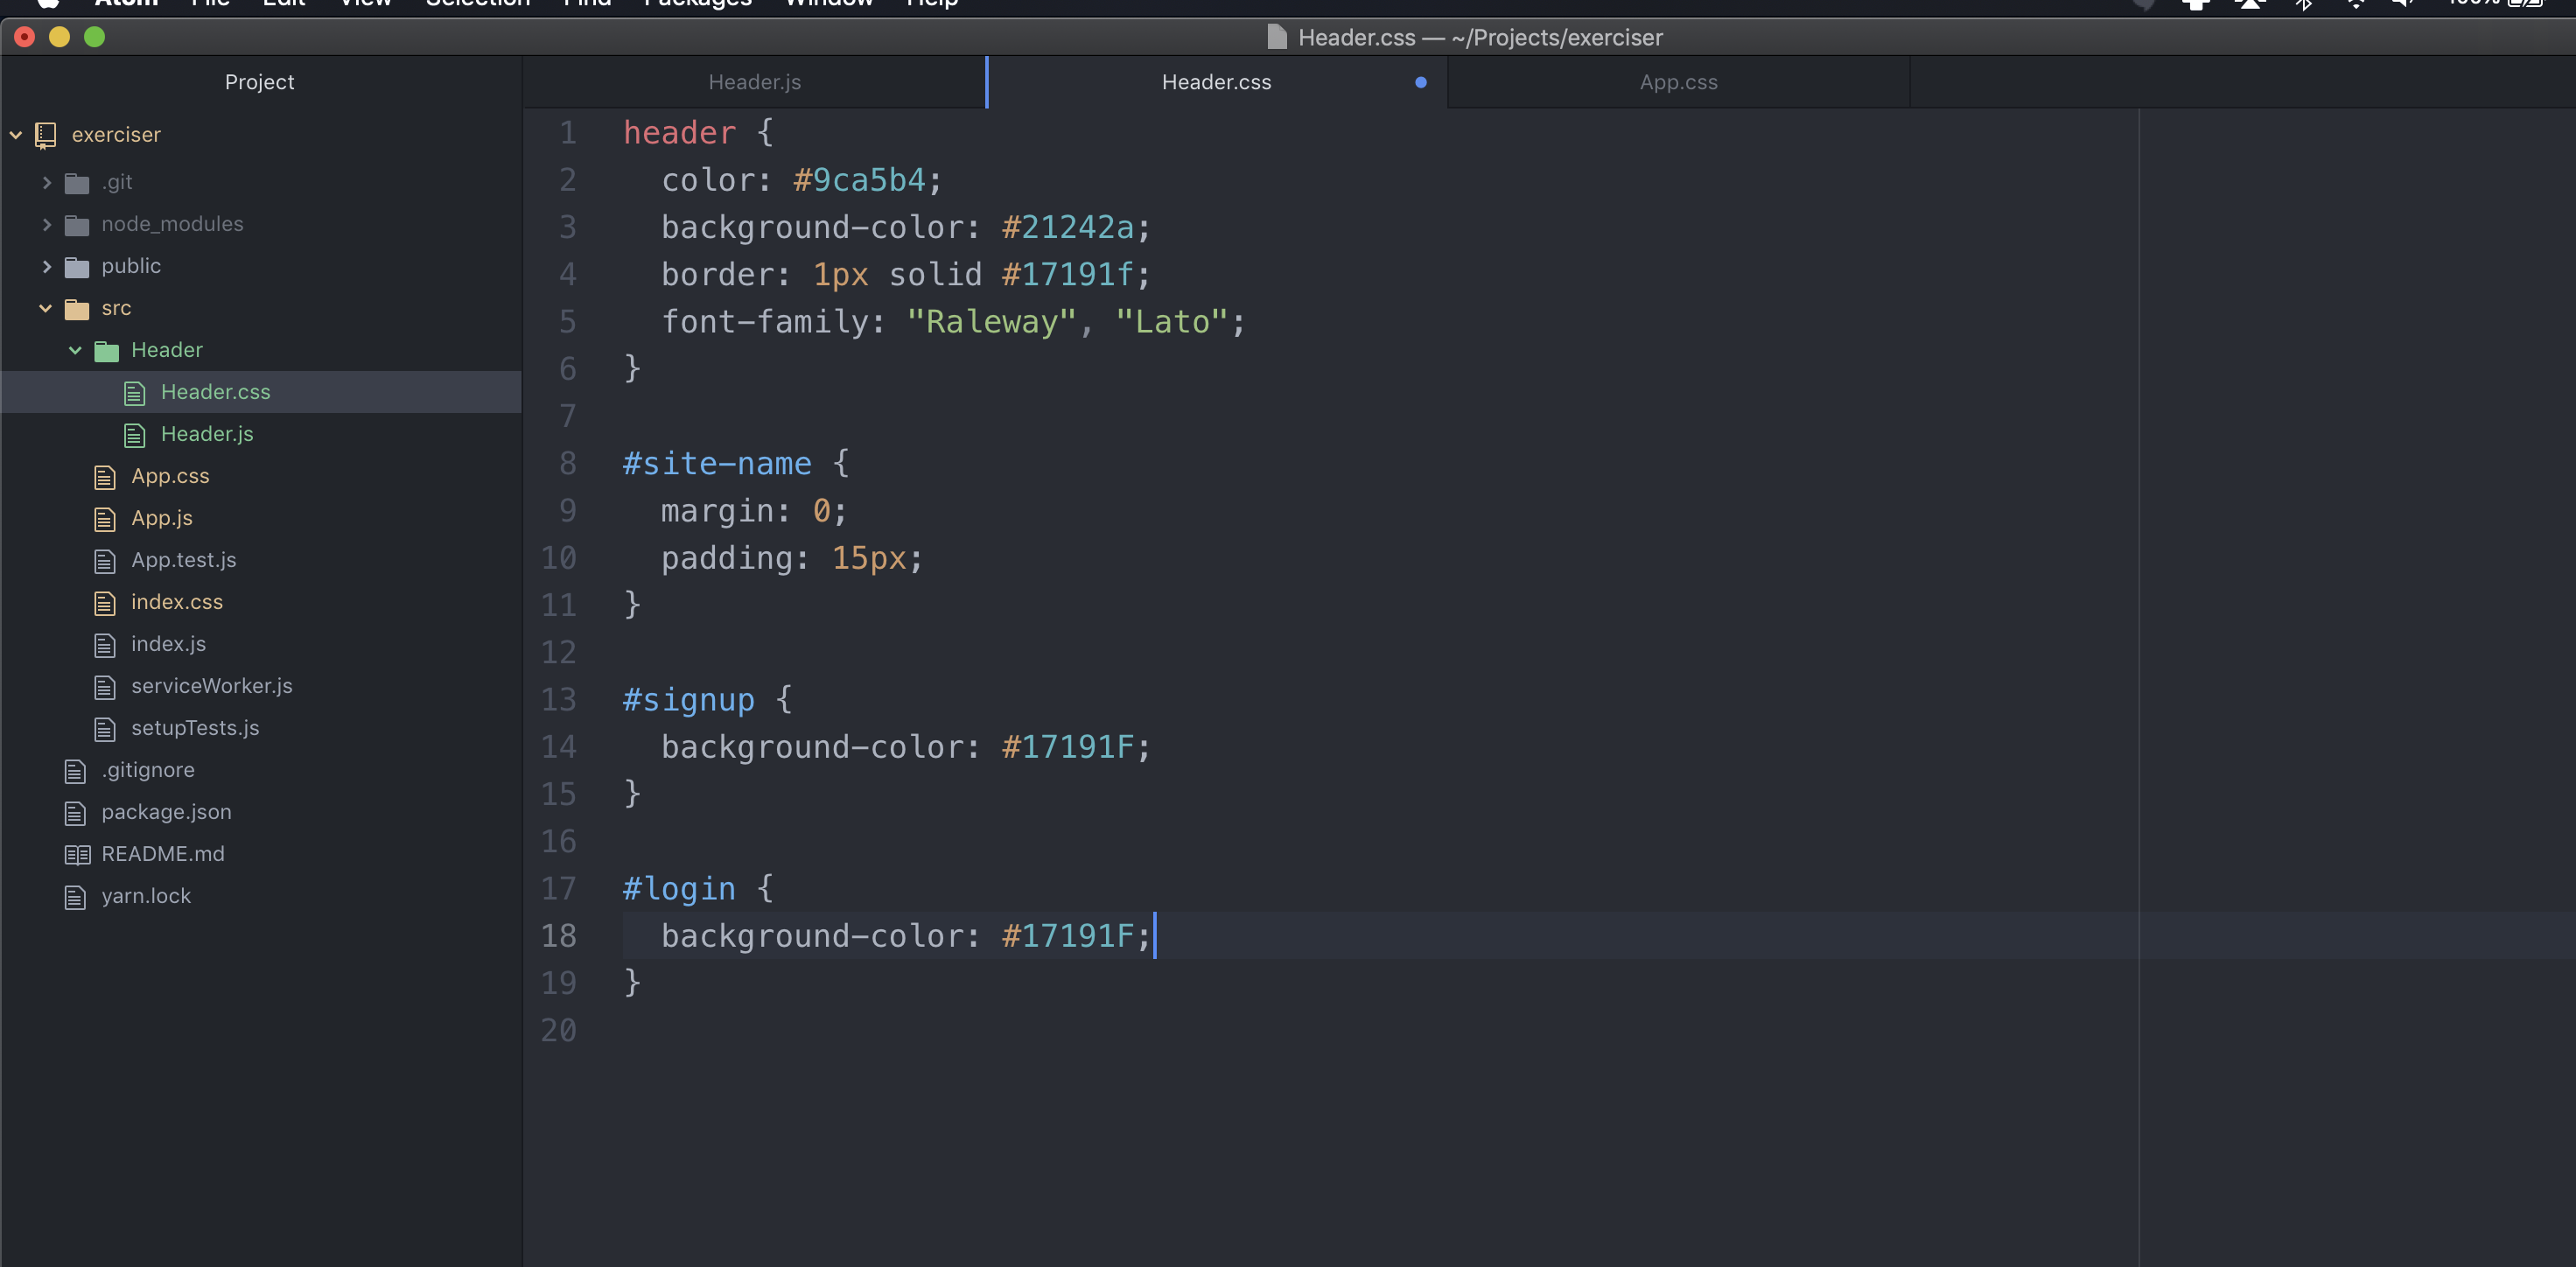 Atom File Edit View Selection Find Packages Window Help 100%
Header.css — ~/Projects/exerciser
Project
Header.js
Header.css
App.css
exerciser
.git
node_modules
public
src
Header
Header.css
Header.js
App.css
App.js
App.test.js
index.css
index.js
serviceWorker.js
setupTests.js
.gitignore
package.json
README.md
yarn.lock
1 header {
2 color: #9ca5b4;
3 background-color: #21242a;
4 border: 1px solid #17191f;
5 font-family: "Raleway", "Lato";
6 }
7
8 #site-name {
9 margin: 0;
10 padding: 15px;
11 }
12
13 #signup {
14 background-color: #17191F;
15 }
16
17 #login {
18 background-color: #17191F;
19 }
20